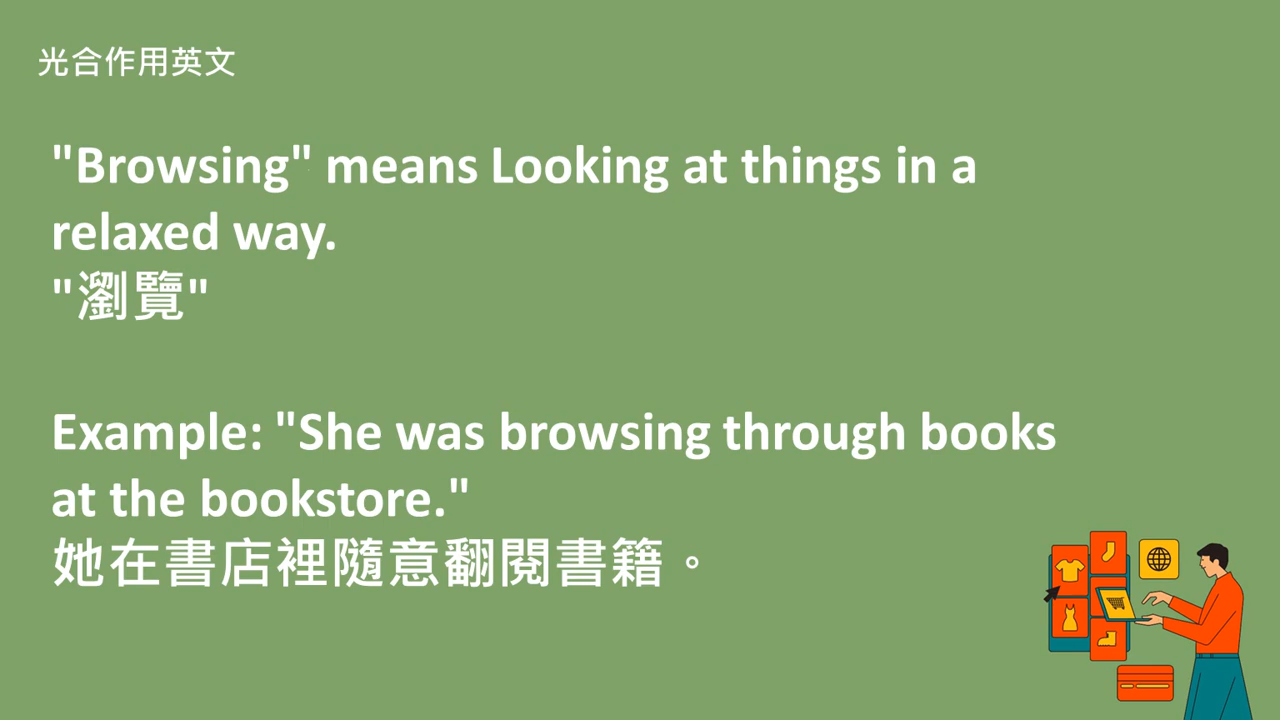 光合作用英文
"Browsing" means Looking at things in a
relaxed way.
"瀏覽"
Example: "She was browsing through books
at the bookstore."
她在書店裡隨意翻閱書籍。